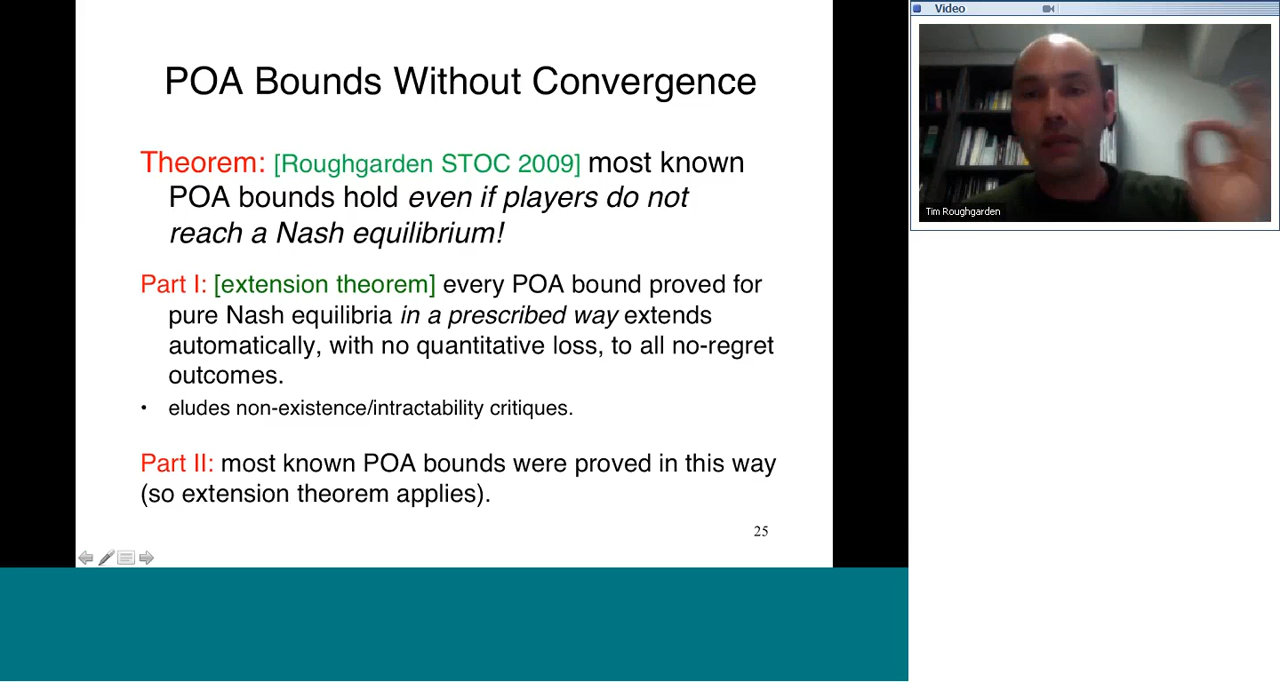 POA Bounds Without Convergence
Theorem: [Roughgarden STOC 2009] most known
POA bounds hold even if players do not
reach a Nash equilibrium!
Part I: [extension theorem] every POA bound proved for
pure Nash equilibria in a prescribed way extends
automatically, with no quantitative loss, to all no-regret
outcomes.
• eludes non-existence/intractability critiques.
Part II: most known POA bounds were proved in this way
(so extension theorem applies).
25
Video
Tim Roughgarden